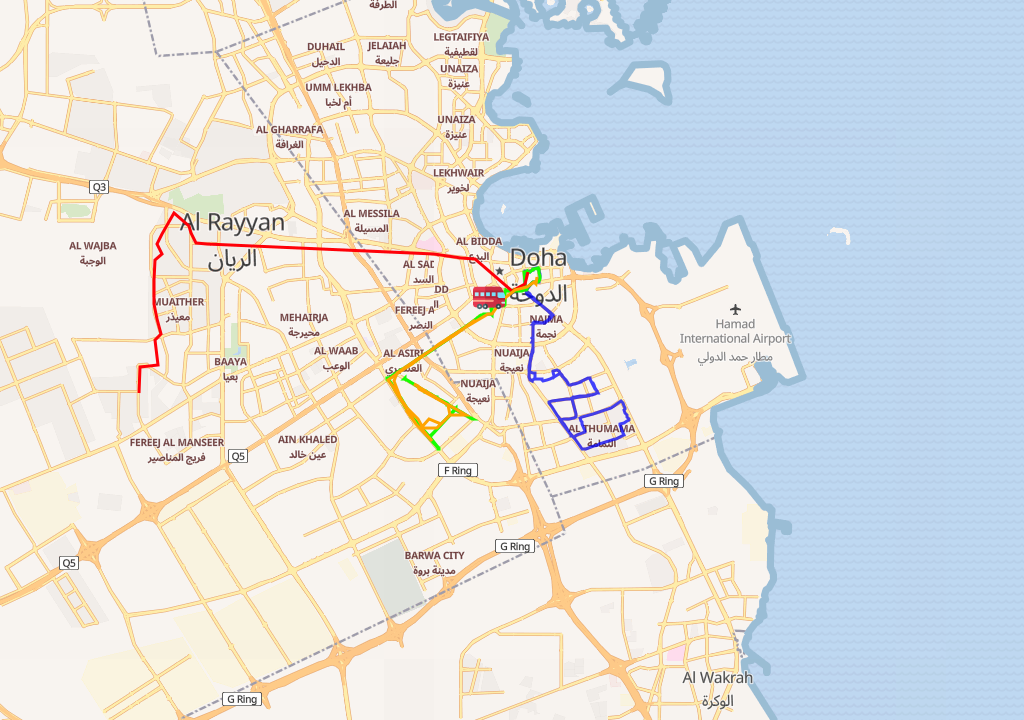 الطرفة
LEGTAIFIYA
لقطيفية
DUHAIL
الدحيل
JELAIAH
جليعة
UNAIZA
عنيزة
UMM LEKHBA
أم لخبا
UNAIZA
عنيزة
AL GHARRAFA
الغرافة
LEKHWAIR
لخوير
Q3
AL MESSILA
المسيلة
Al Rayyan
الريان
AL WAJBA
الوجبة
AL BIDDA
البدع
Doha
الدوحة
السد
DD
MUAITHER
معيذر
MEHAIRJA
محيرجة
FEREEJ A
النصر
NAJMA
نجمة
Hamad
International Airport
مطار حمد الدولي
BAAYA
بعيا
AL WAAB
الوعب
AL ASIRI
NUAIJA
نعيجة
NUAIJA
نعيجة
AL THUMAMA
الثمامة
FEREEJ AL MANSEER
فريج المناصير
AIN KHALED
عين خالد
Q5
F Ring
G Ring
G Ring
Q5
BARWA CITY
مدينة بروة
Al Wakrah
الوكرة
G Ring